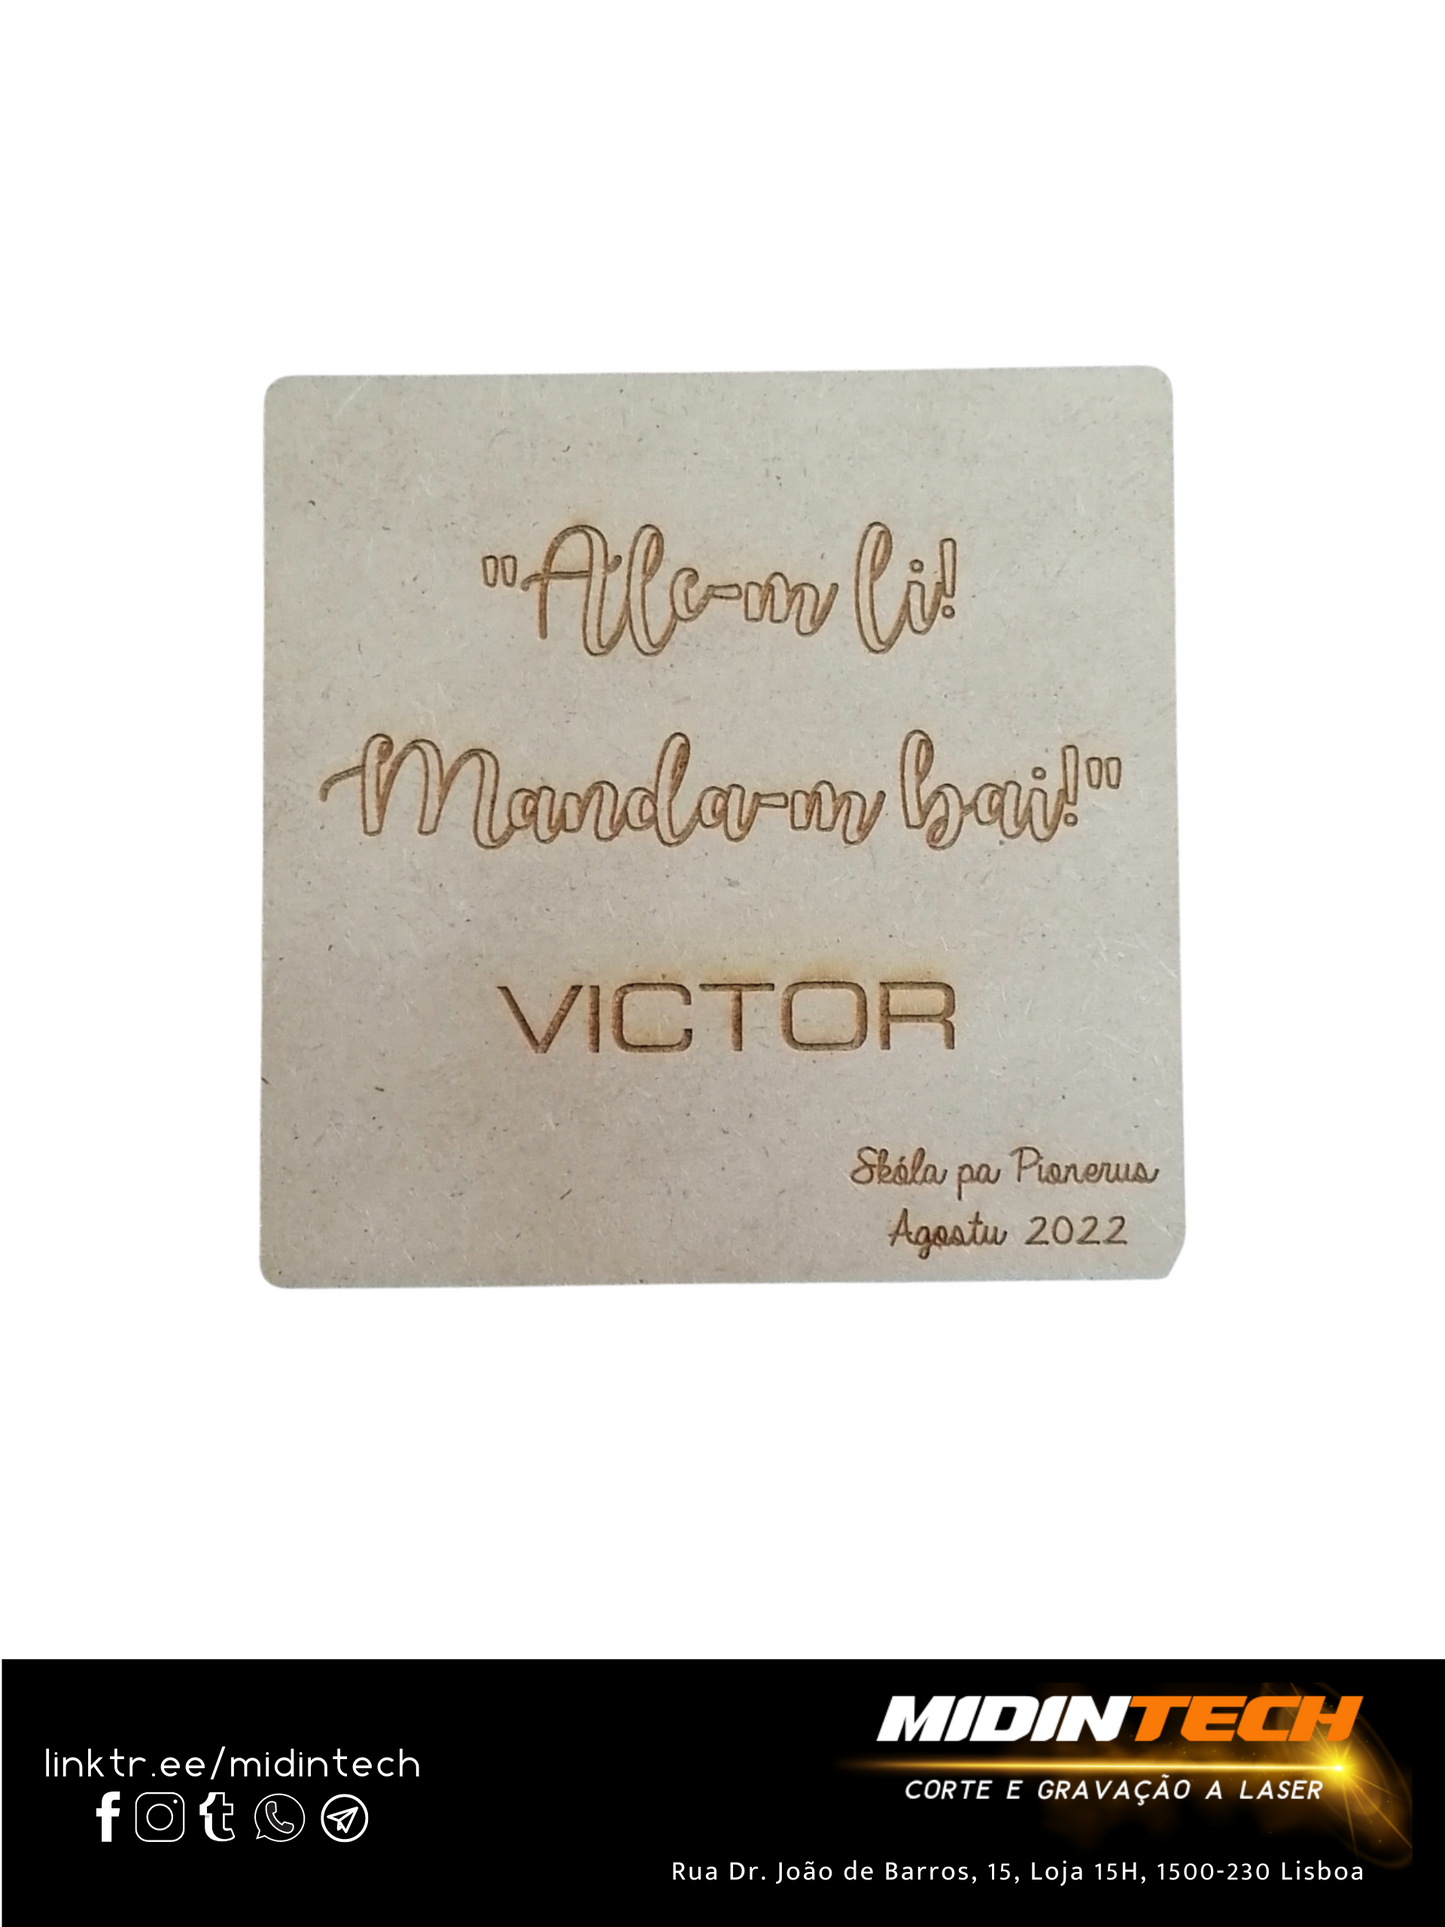 "Alc-m li!
Manda-m bai!"
VICTOR
Skóla pa Pionerus
Agostu 2022
linktr.ee/midintech
MIDINTECH
CORTE E GRAVAÇÃO A LASER
Rua Dr. João de Barros, 15, Loja 15H, 1500-230 Lisboa